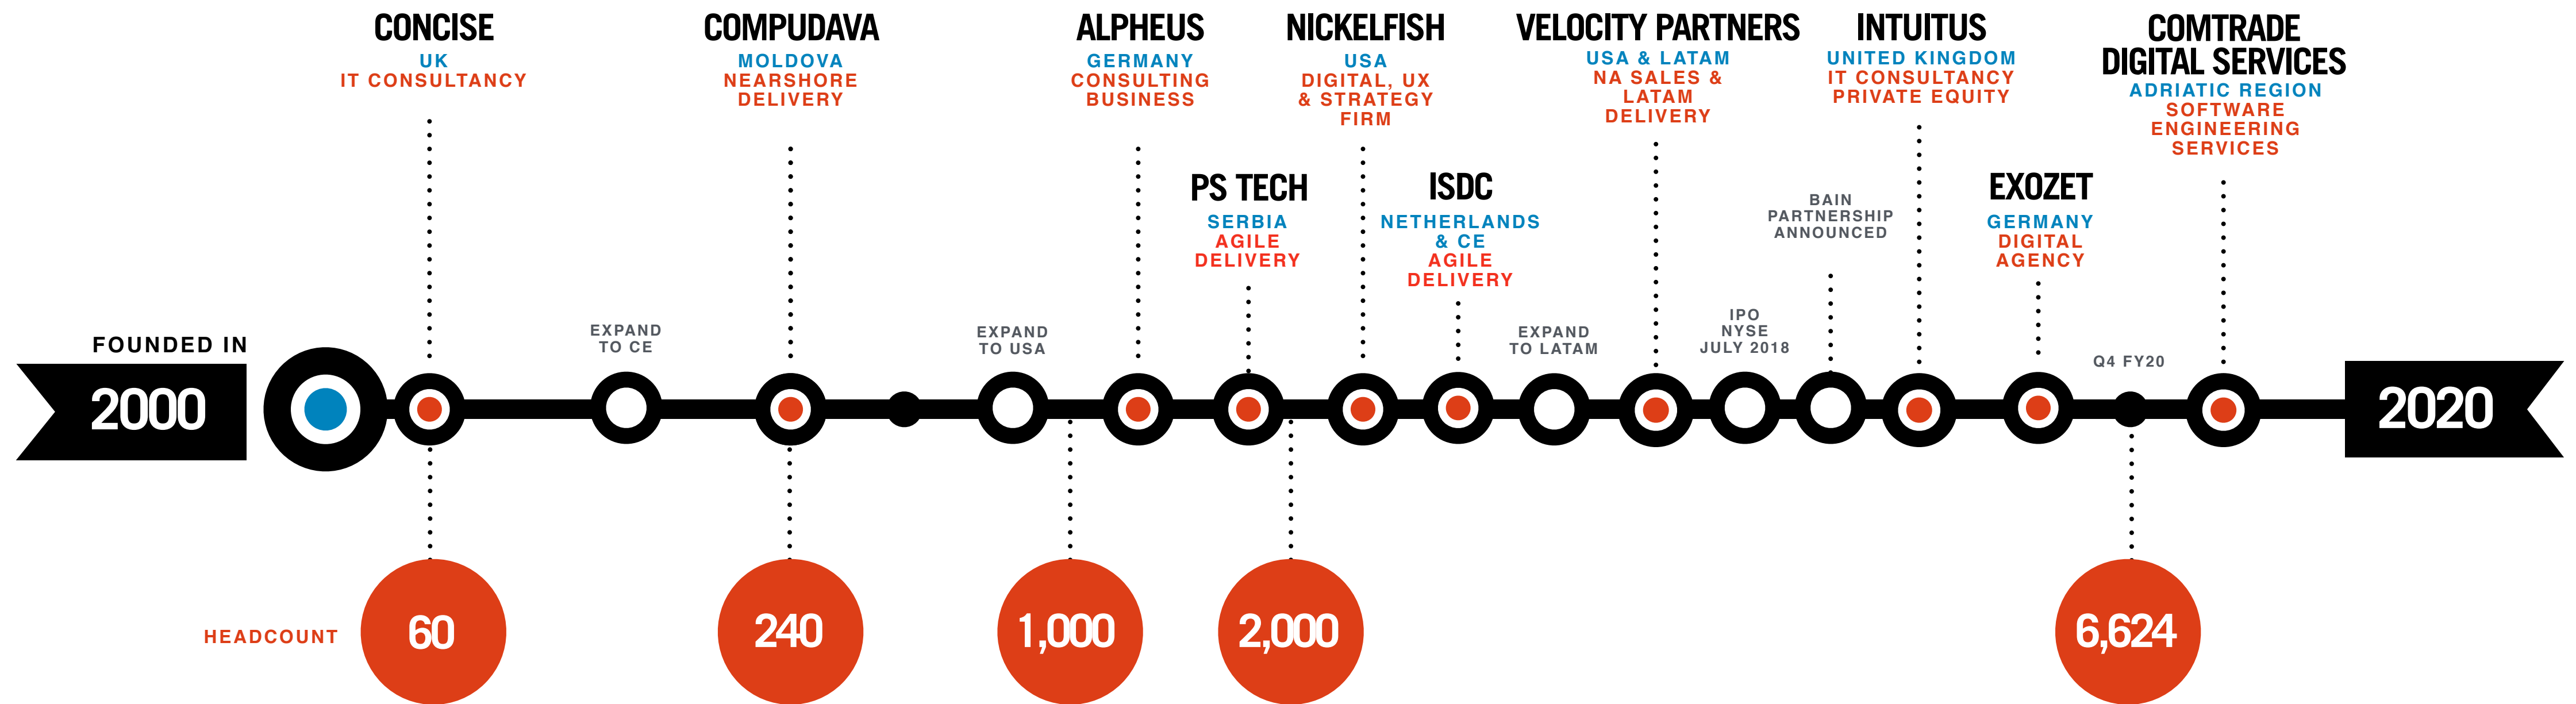 FOUNDED IN
2000
CONCISE
UK
IT CONSULTANCY
EXPAND
TO CE
COMPUDAVA
MOLDOVA
NEARSHORE
DELIVERY
EXPAND
TO USA
ALPHEUS
GERMANY
CONSULTING
BUSINESS
PS TECH
SERBIA
AGILE
DELIVERY
NICKELFISH
USA
DIGITAL, UX
& STRATEGY
FIRM
ISDC
NETHERLANDS
& CE
AGILE
DELIVERY
EXPAND
TO LATAM
VELOCITY PARTNERS
USA & LATAM
NA SALES &
LATAM
DELIVERY
IPO
NYSE
JULY 2018
BAIN
PARTNERSHIP
ANNOUNCED
INTUITUS
UNITED KINGDOM
IT CONSULTANCY
PRIVATE EQUITY
EXOZET
GERMANY
DIGITAL
AGENCY
Q4 FY20
COMTRADE
DIGITAL SERVICES
ADRIATIC REGION
SOFTWARE
ENGINEERING
SERVICES
2020
HEADCOUNT
60
240
1,000
2,000
6,624